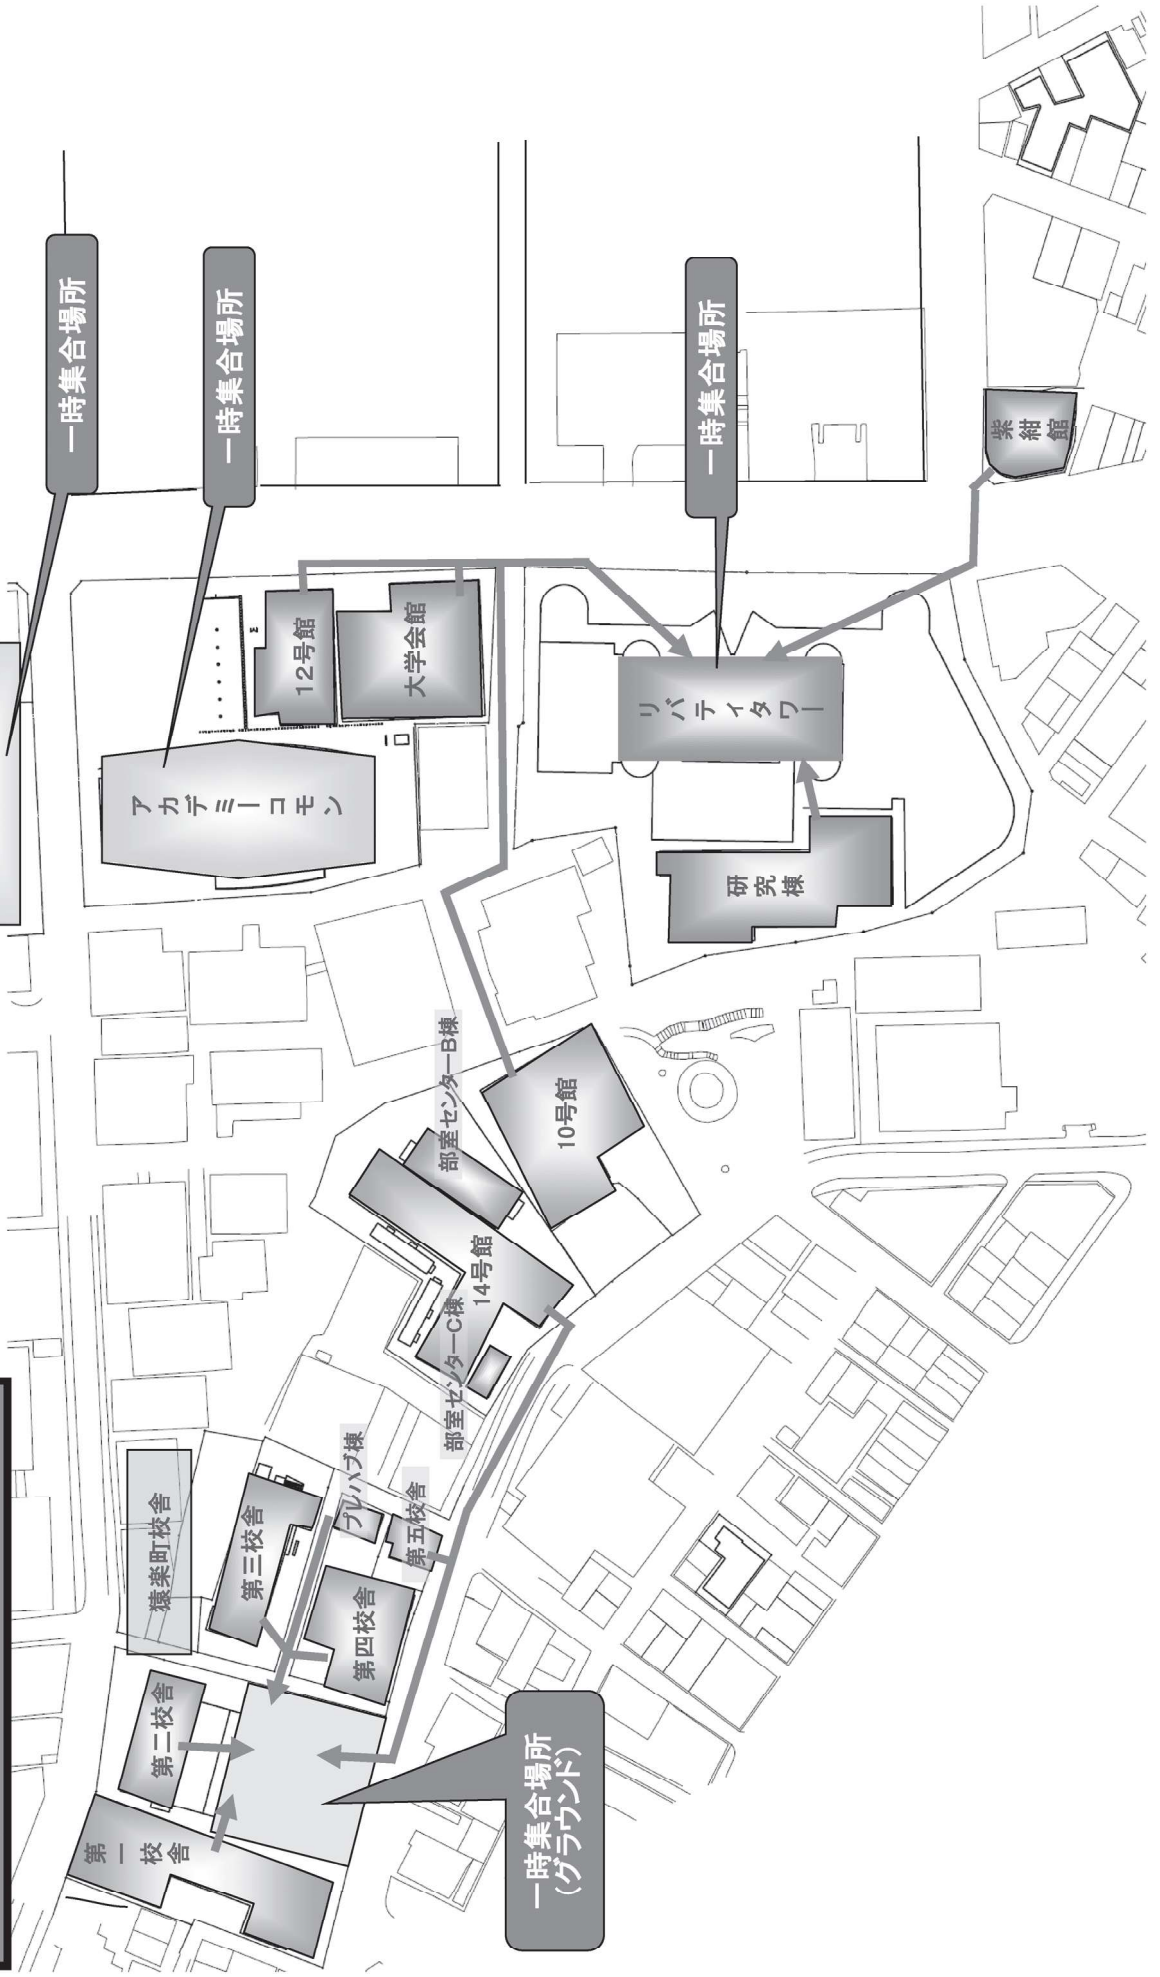 一時集合場所
一時集合場所
一時集合場所
紫紺館
12号館
大学会館
リバティタワー
アカデミーコモン
研究棟
部室センターB棟
10号館
14号館
部室センターC棟
プレハブ棟
第五校舎
猿楽町校舎
第三校舎
第四校舎
第二校舎
第一校舎
一時集合場所
(グラウンド)